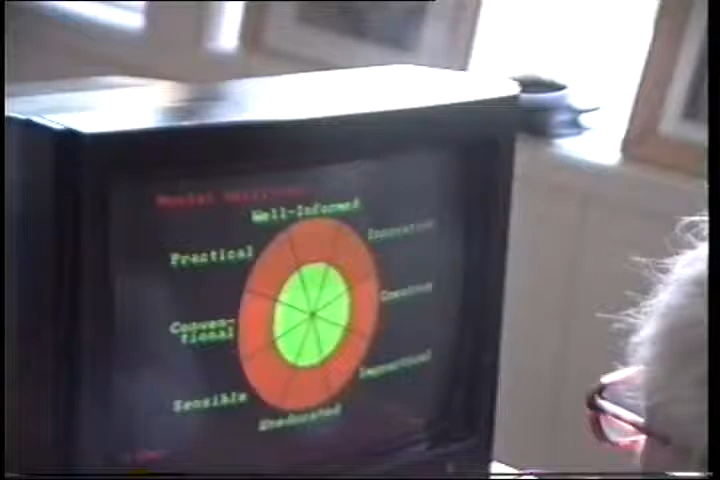 Well-Informed
Practical
Innovative
Creative
Conven-
tional
Impractical
Sensible
Uneducated